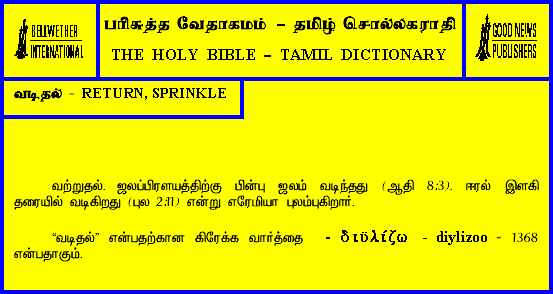 BELLWETHER
INTERNATIONAL
பரிசுத்த வேதாகமம் – தமிழ் சொல்லகராதி
THE HOLY BIBLE – TAMIL DICTIONARY
GOOD NEWS
PUBLISHERS
வடிதல் - RETURN, SPRINKLE
வற்றுதல். ஜலப்பிரளயத்திற்கு பின்பு ஜலம் வடிந்தது (ஆதி 8:3). ஈரல் இளகி
தரையில் வடிகிறது (புல 2:11) என்று எரேமியா புலம்புகிறார்.
“வடிதல்” என்பதற்கான கிரேக்க வார்த்தை - διϋλίζω - diylizoo - 1368
என்பதாகும்.